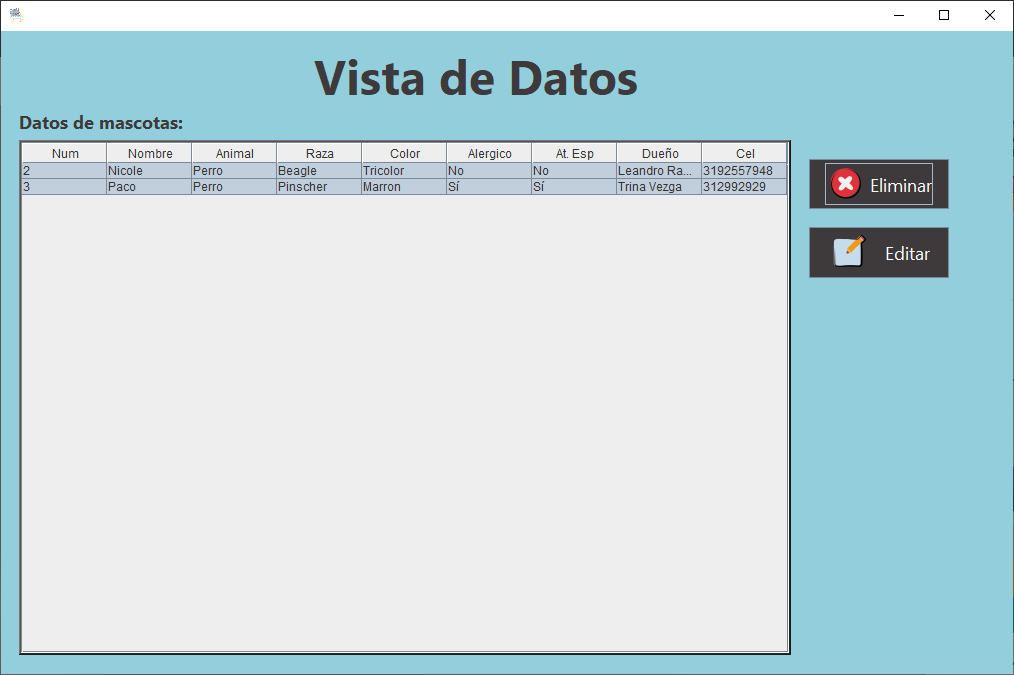 Vista de Datos
Datos de mascotas:
Num Nombre Animal Raza Color Alergico At. Esp Dueño Cel
2 Nicole Perro Beagle Tricolor No No Leandro Ra... 3192557948
3 Paco Perro Pinscher Marron Sí Sí Trina Vezga 312992929
Eliminar
Editar